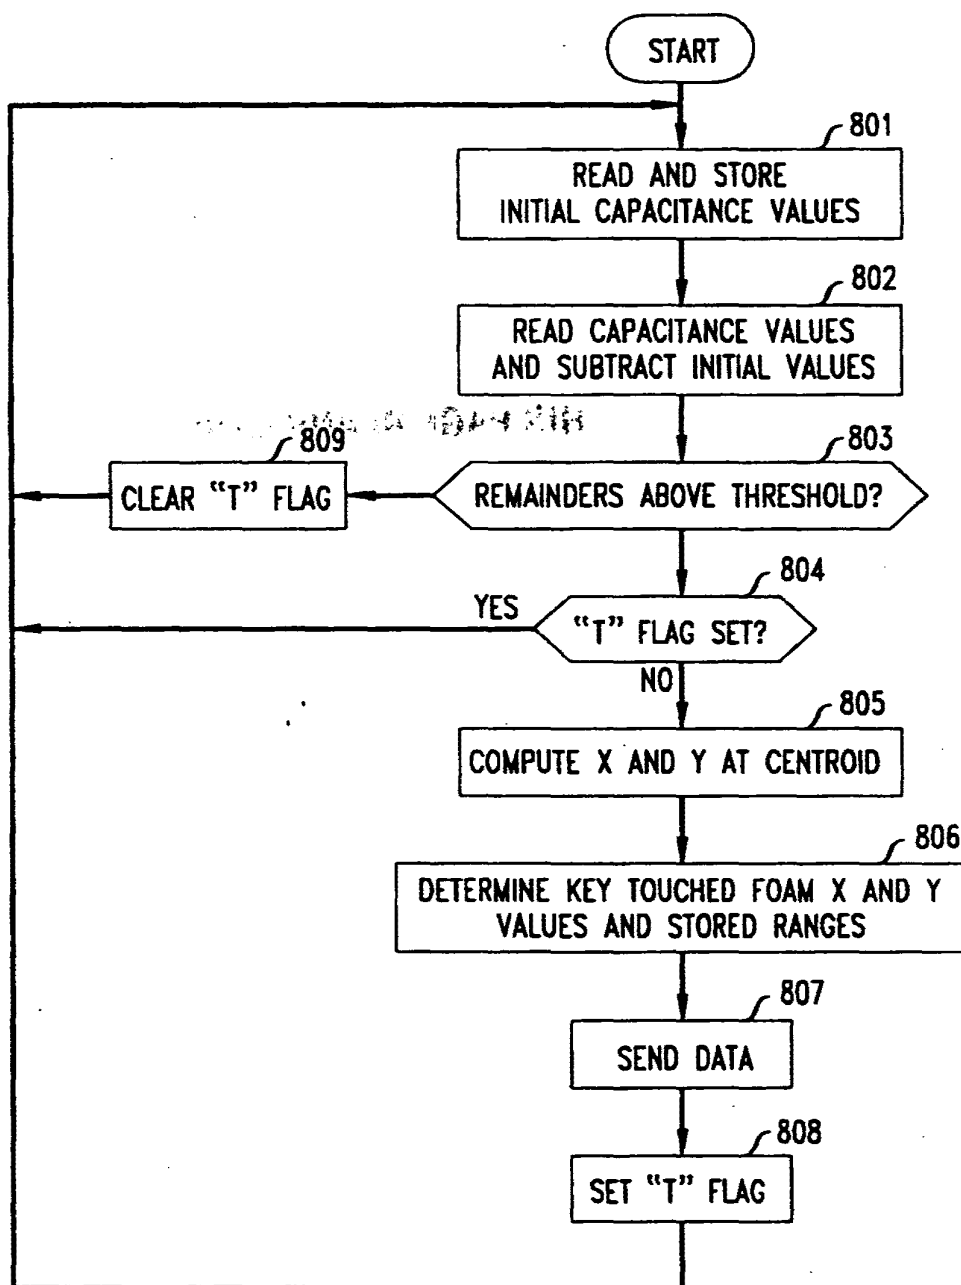 START
801
READ AND STORE
INITIAL CAPACITANCE VALUES
802
READ CAPACITANCE VALUES
AND SUBTRACT INITIAL VALUES
809
803
CLEAR “T” FLAG
REMAINDERS ABOVE THRESHOLD?
804
YES
“T” FLAG SET?
NO
805
COMPUTE X AND Y AT CENTROID
806
DETERMINE KEY TOUCHED FOAM X AND Y
VALUES AND STORED RANGES
807
SEND DATA
808
SET “T” FLAG